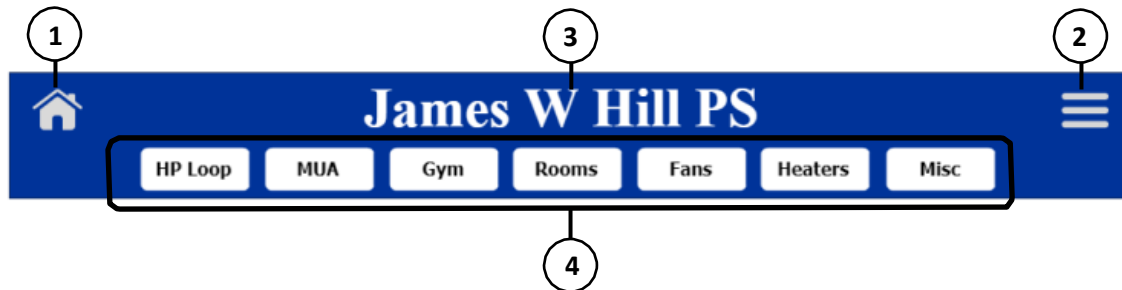 1 3 2
James W Hill PS
HP Loop MUA Gym Rooms Fans Heaters Misc
4